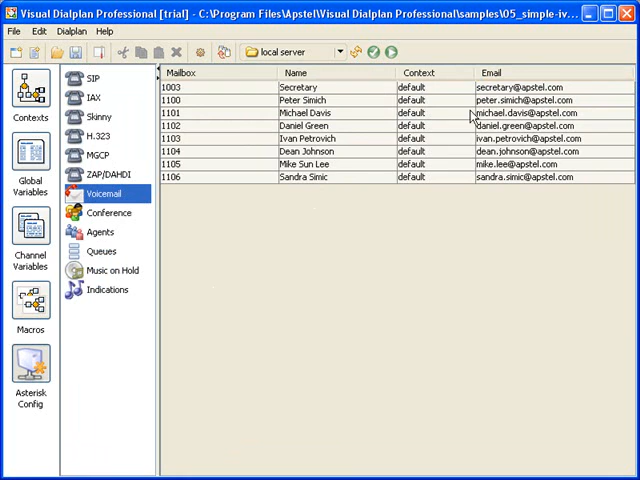 Visual Dialplan Professional [trial] - C:\Program Files\Apstel\Visual Dialplan Professional\samples\05_simple-iv...
File Edit Dialplan Help
local server
Contexts
Global Variables
Channel Variables
Macros
Asterisk Config
SIP
IAX
Skinny
H.323
MGCP
ZAP/DAHDI
Voicemail
Conference
Agents
Queues
Music on Hold
Indications
Mailbox Name Context Email
1003 Secretary default secretary@apstel.com
1100 Peter Simich default peter.simich@apstel.com
1101 Michael Davis default michael.davis@apstel.com
1102 Daniel Green default daniel.green@apstel.com
1103 Ivan Petrovich default ivan.petrovich@apstel.com
1104 Dean Johnson default dean.johnson@apstel.com
1105 Mike Sun Lee default mike.lee@apstel.com
1106 Sandra Simic default sandra.simic@apstel.com